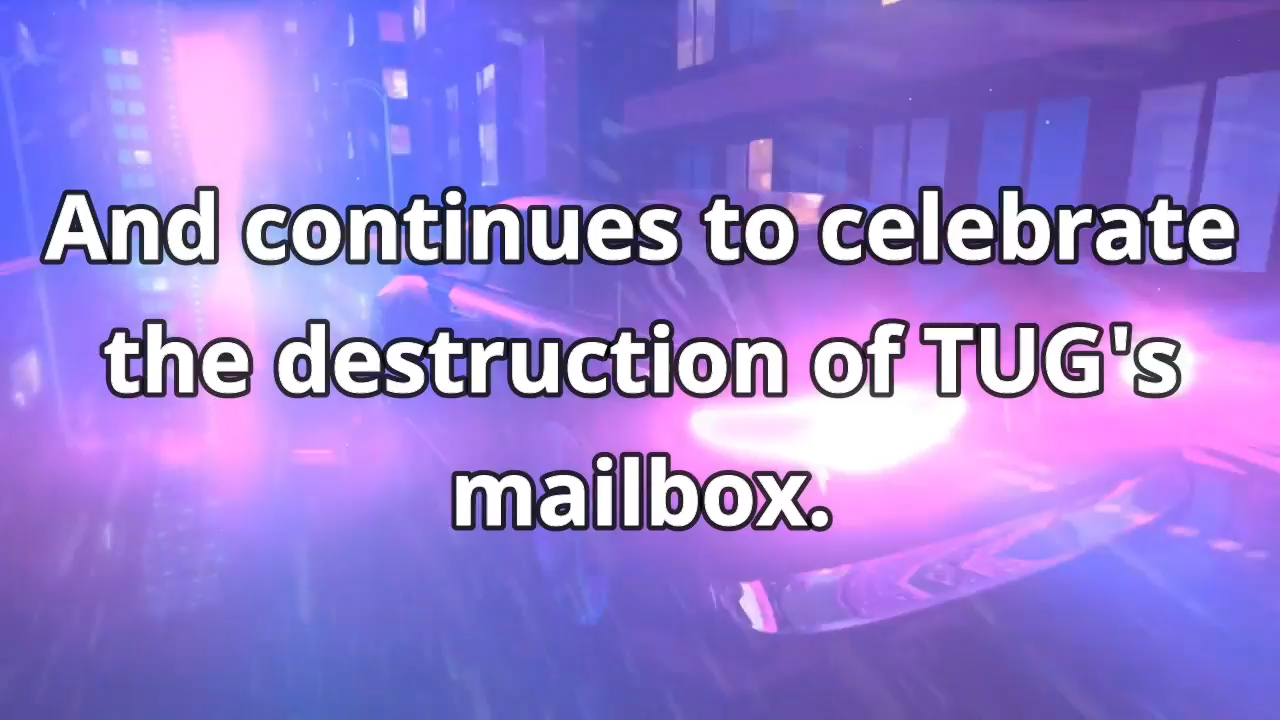 And continues to celebrate
the destruction of TUG's
mailbox.